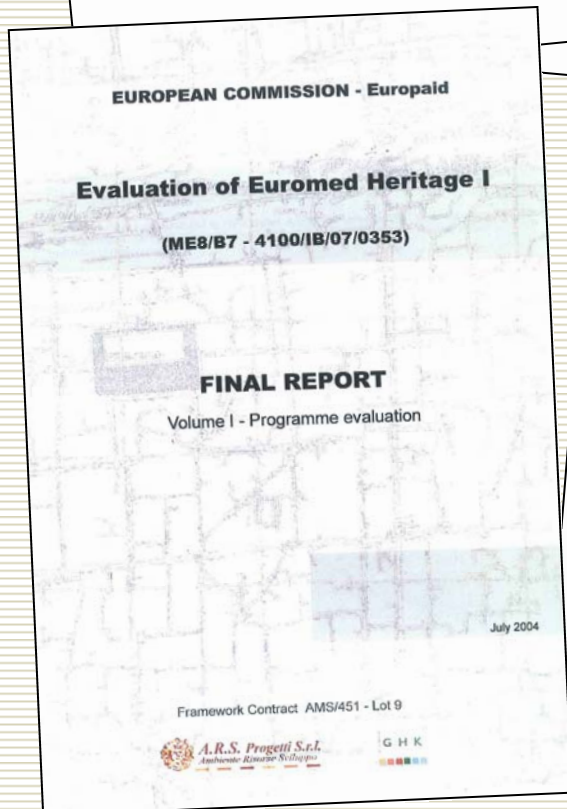 EUROPEAN COMMISSION - Europaid
Evaluation of Euromed Heritage I
(ME8/B7 - 4100/IB/07/0353)
FINAL REPORT
Volume I - Programme evaluation
July 2004
Framework Contract AMS/451 - Lot 9
A.R.S. Progetti S.r.l.
Ambiente Risorse Sviluppo
G H K